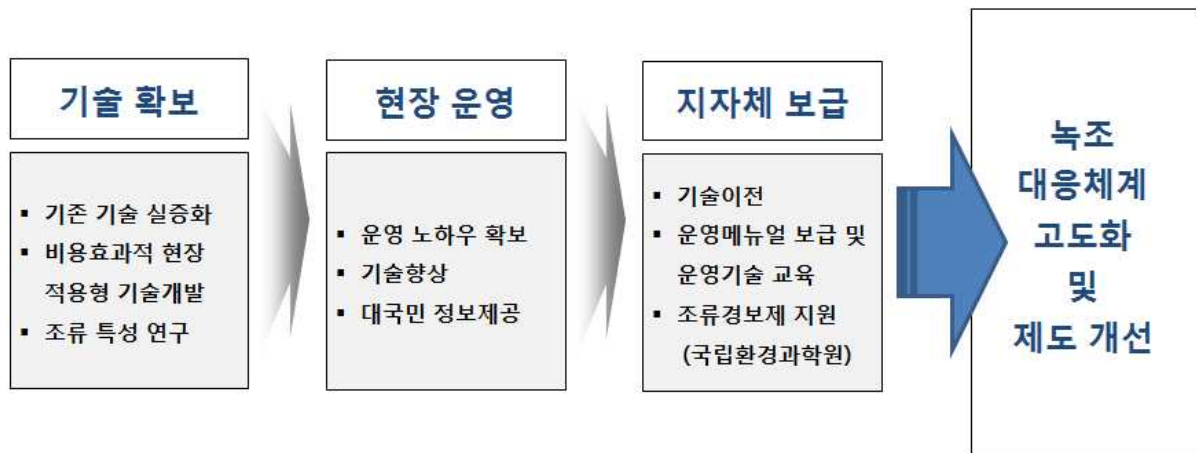 기술 확보
▪ 기존 기술 실증화
▪ 비용효과적 현장
적용형 기술개발
▪ 조류 특성 연구
현장 운영
▪ 운영 노하우 확보
▪ 기술향상
▪ 대국민 정보제공
지자체 보급
▪ 기술이전
▪ 운영메뉴얼 보급 및
운영기술 교육
▪ 조류경보제 지원
(국립환경과학원)
녹조
대응체계
고도화
및
제도 개선